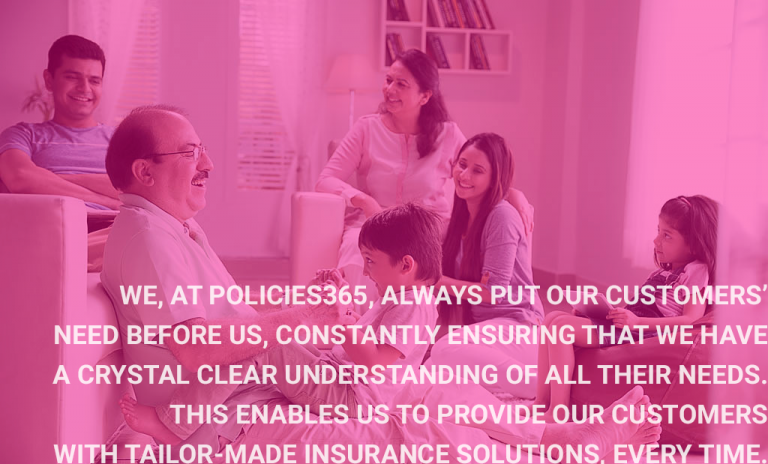 WE, AT POLICIES365, ALWAYS PUT OUR CUSTOMERS’
NEED BEFORE US, CONSTANTLY ENSURING THAT WE HAVE
A CRYSTAL CLEAR UNDERSTANDING OF ALL THEIR NEEDS.
THIS ENABLES US TO PROVIDE OUR CUSTOMERS
WITH TAILOR-MADE INSURANCE SOLUTIONS, EVERY TIME.